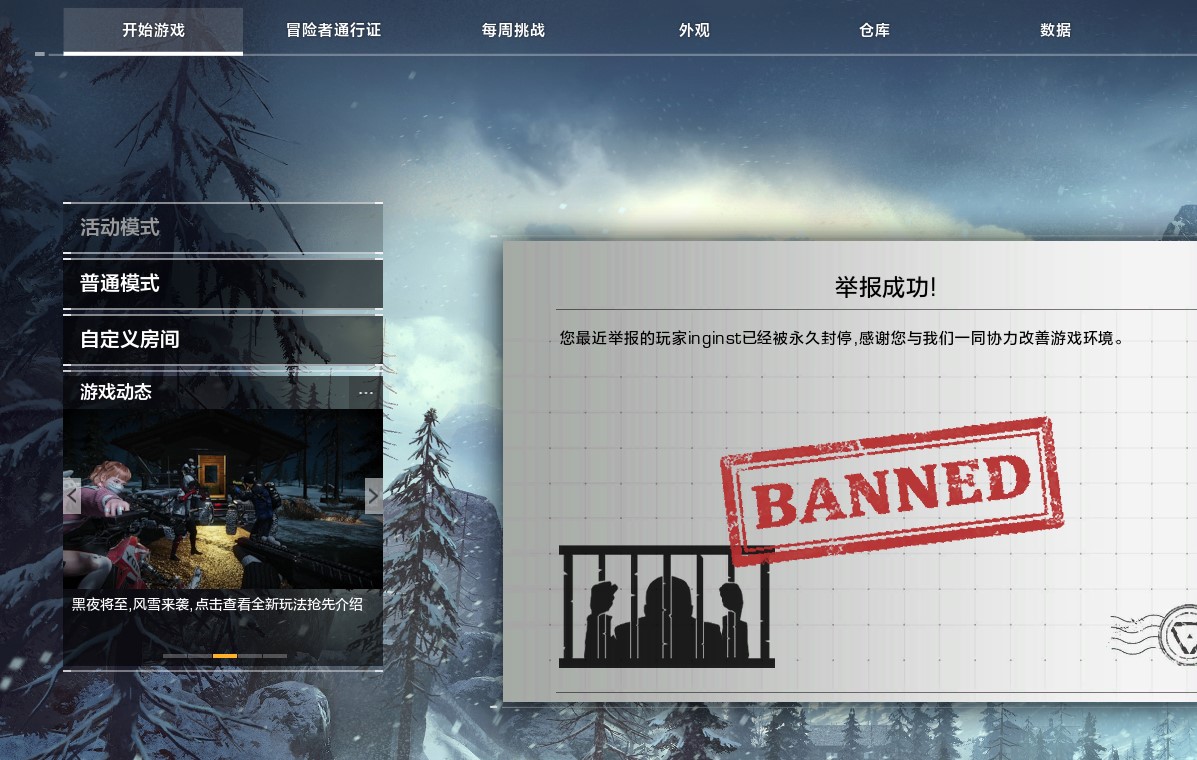 开始游戏
冒险者通行证
每周挑战
外观
仓库
数据
活动模式
普通模式
自定义房间
游戏动态
...
黑夜将至,风雪来袭,点击查看全新玩法抢先介绍
举报成功!
您最近举报的玩家inginst已经被永久封停,感谢您与我们一同协力改善游戏环境。
BANNED